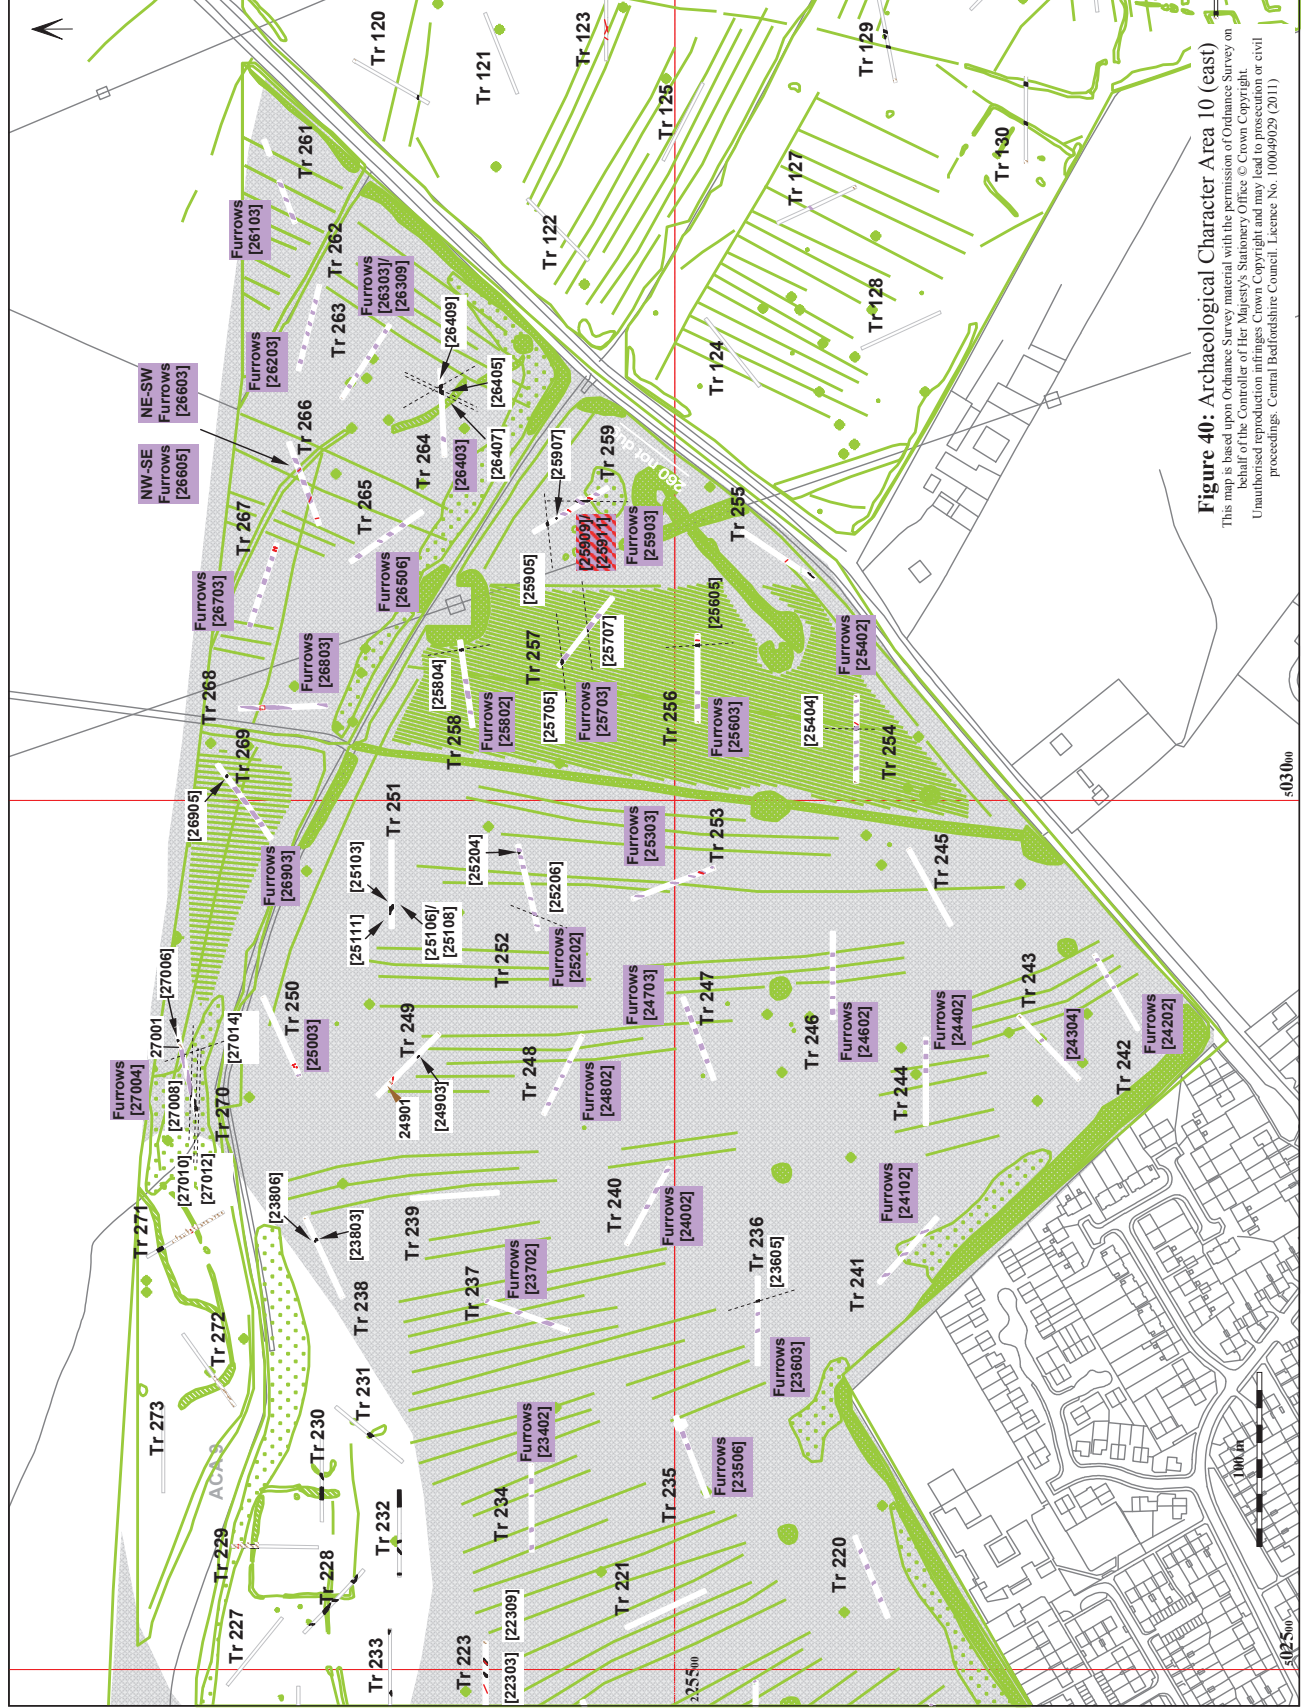 Tr 120
Tr 121
Tr 123
Tr 125
Tr 122
Tr 124
Tr 127
Tr 128
Tr 129
Tr 130
Tr 261
Furrows
[26103]
Tr 262
Furrows
[26203]
Tr 263
Furrows
[26303]/
[26309]
Tr 264
[26403]
[26409]
[26405]
[26407]
NE-SW
Furrows
[26603]
NW-SE
Furrows
[26605]
Tr 266
Tr 265
Furrows
[26506]
Tr 267
Furrows
[26703]
Tr 268
Furrows
[26803]
Tr 269
[26905]
Furrows
[26903]
Tr 259
[25907]
[25905]
[25909]/
[25911]
Furrows
[25903]
260 not du
Tr 255
Tr 258
[25804]
Furrows
[25802]
Tr 257
[25705]
[25707]
Furrows
[25703]
Tr 256
[25605]
Furrows
[25603]
Tr 254
[25404]
Furrows
[25402]
Tr 251
[25103]
[25111]
[25106]/
[25108]
Tr 252
[25204]
[25206]
Furrows
[25202]
Tr 253
Furrows
[25303]
Tr 245
Tr 250
[25003]
Tr 249
24901
[24903]
Tr 248
Furrows
[24802]
Tr 247
Furrows
[24703]
Tr 246
Furrows
[24602]
Tr 244
Furrows
[24402]
Tr 243
[24304]
Tr 242
Furrows
[24202]
Furrows
[27004]
27001
[27006]
[27008]
[27014]
Tr 270
[27010]
[27012]
Tr 271
Tr 272
Tr 273
ACA 9
Tr 238
[23806]
[23803]
Tr 239
Tr 240
Furrows
[24002]
Tr 241
Furrows
[24102]
Tr 237
Furrows
[23702]
Tr 236
[23605]
Furrows
[23603]
Tr 234
Furrows
[23402]
Tr 235
Furrows
[23506]
Tr 231
Tr 230
Tr 229
Tr 228
Tr 227
Tr 232
Tr 233
Tr 223
[22303]
[22309]
Tr 221
Tr 220
225500
502500
503000
100 m
Figure 40: Archaeological Character Area 10 (east)
This map is based upon Ordnance Survey material with the permission of Ordnance Survey on
behalf of the Controller of Her Majesty's Stationery Office © Crown Copyright.
Unauthorised reproduction infringes Crown Copyright and may lead to prosecution or civil
proceedings. Central Bedfordshire Council. Licence No. 100049029 (2011)